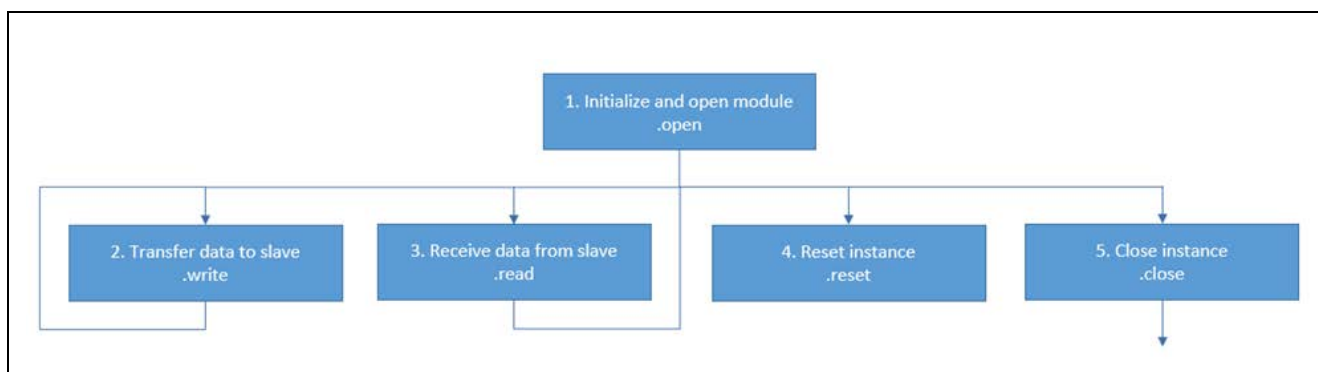 1. Initialize and open module
.open
2. Transfer data to slave
.write
3. Receive data from slave
.read
4. Reset instance
.reset
5. Close instance
.close